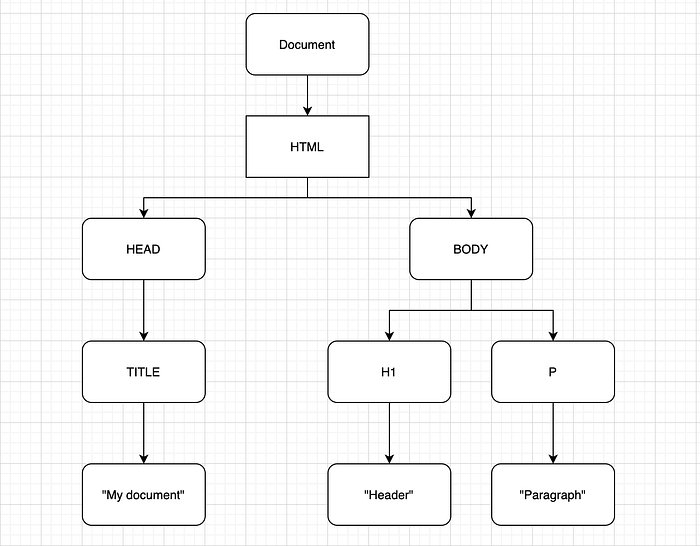 Document
HTML
HEAD
BODY
TITLE
H1
P
"My document"
"Header"
"Paragraph"